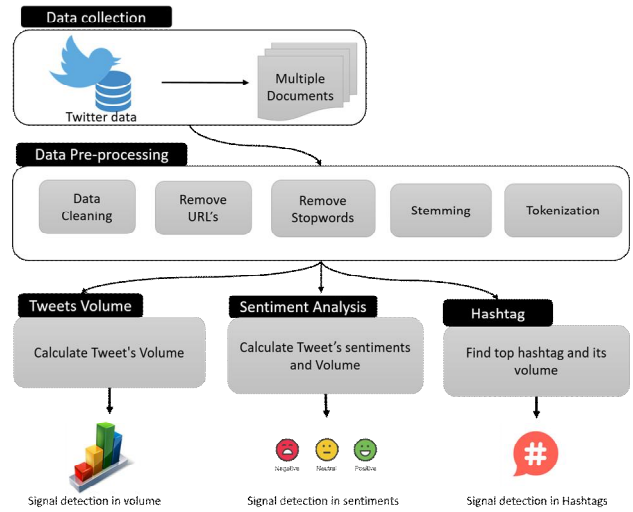 Data collection
Twitter data
Multiple
Documents
Data Pre-processing
Data
Cleaning
Remove
URL's
Remove
Stopwords
Stemming
Tokenization
Tweets Volume
Calculate Tweet's Volume
Sentiment Analysis
Calculate Tweet's sentiments
and Volume
Hashtag
Find top hashtag and its
volume
Negative
Neutral
Positive
#
Signal detection in volume
Signal detection in sentiments
Signal detection in Hashtags